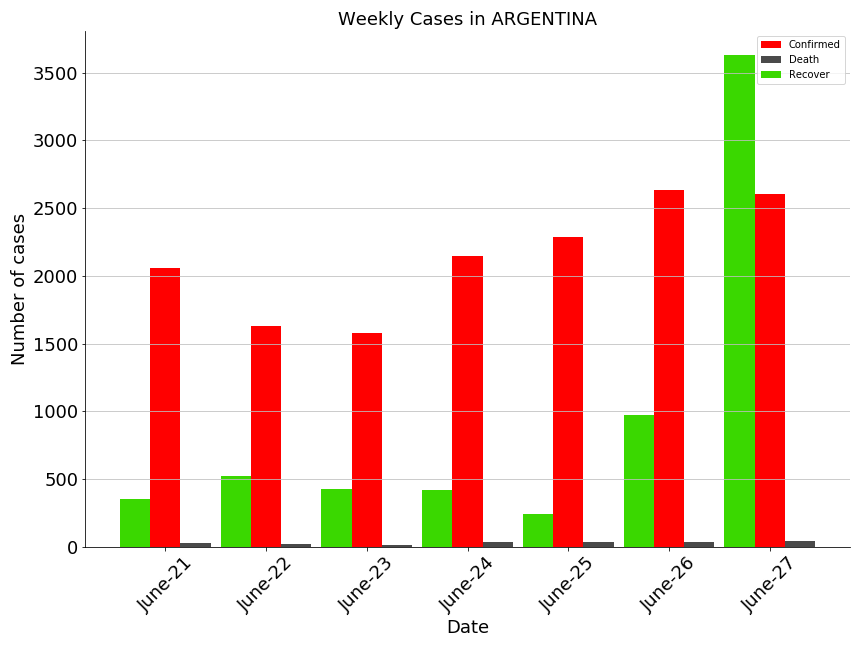 Weekly Cases in ARGENTINA
Confirmed
Death
Recover
Number of cases
3500
3000
2500
2000
1500
1000
500
0
June-21
June-22
June-23
June-24
June-25
June-26
June-27
Date